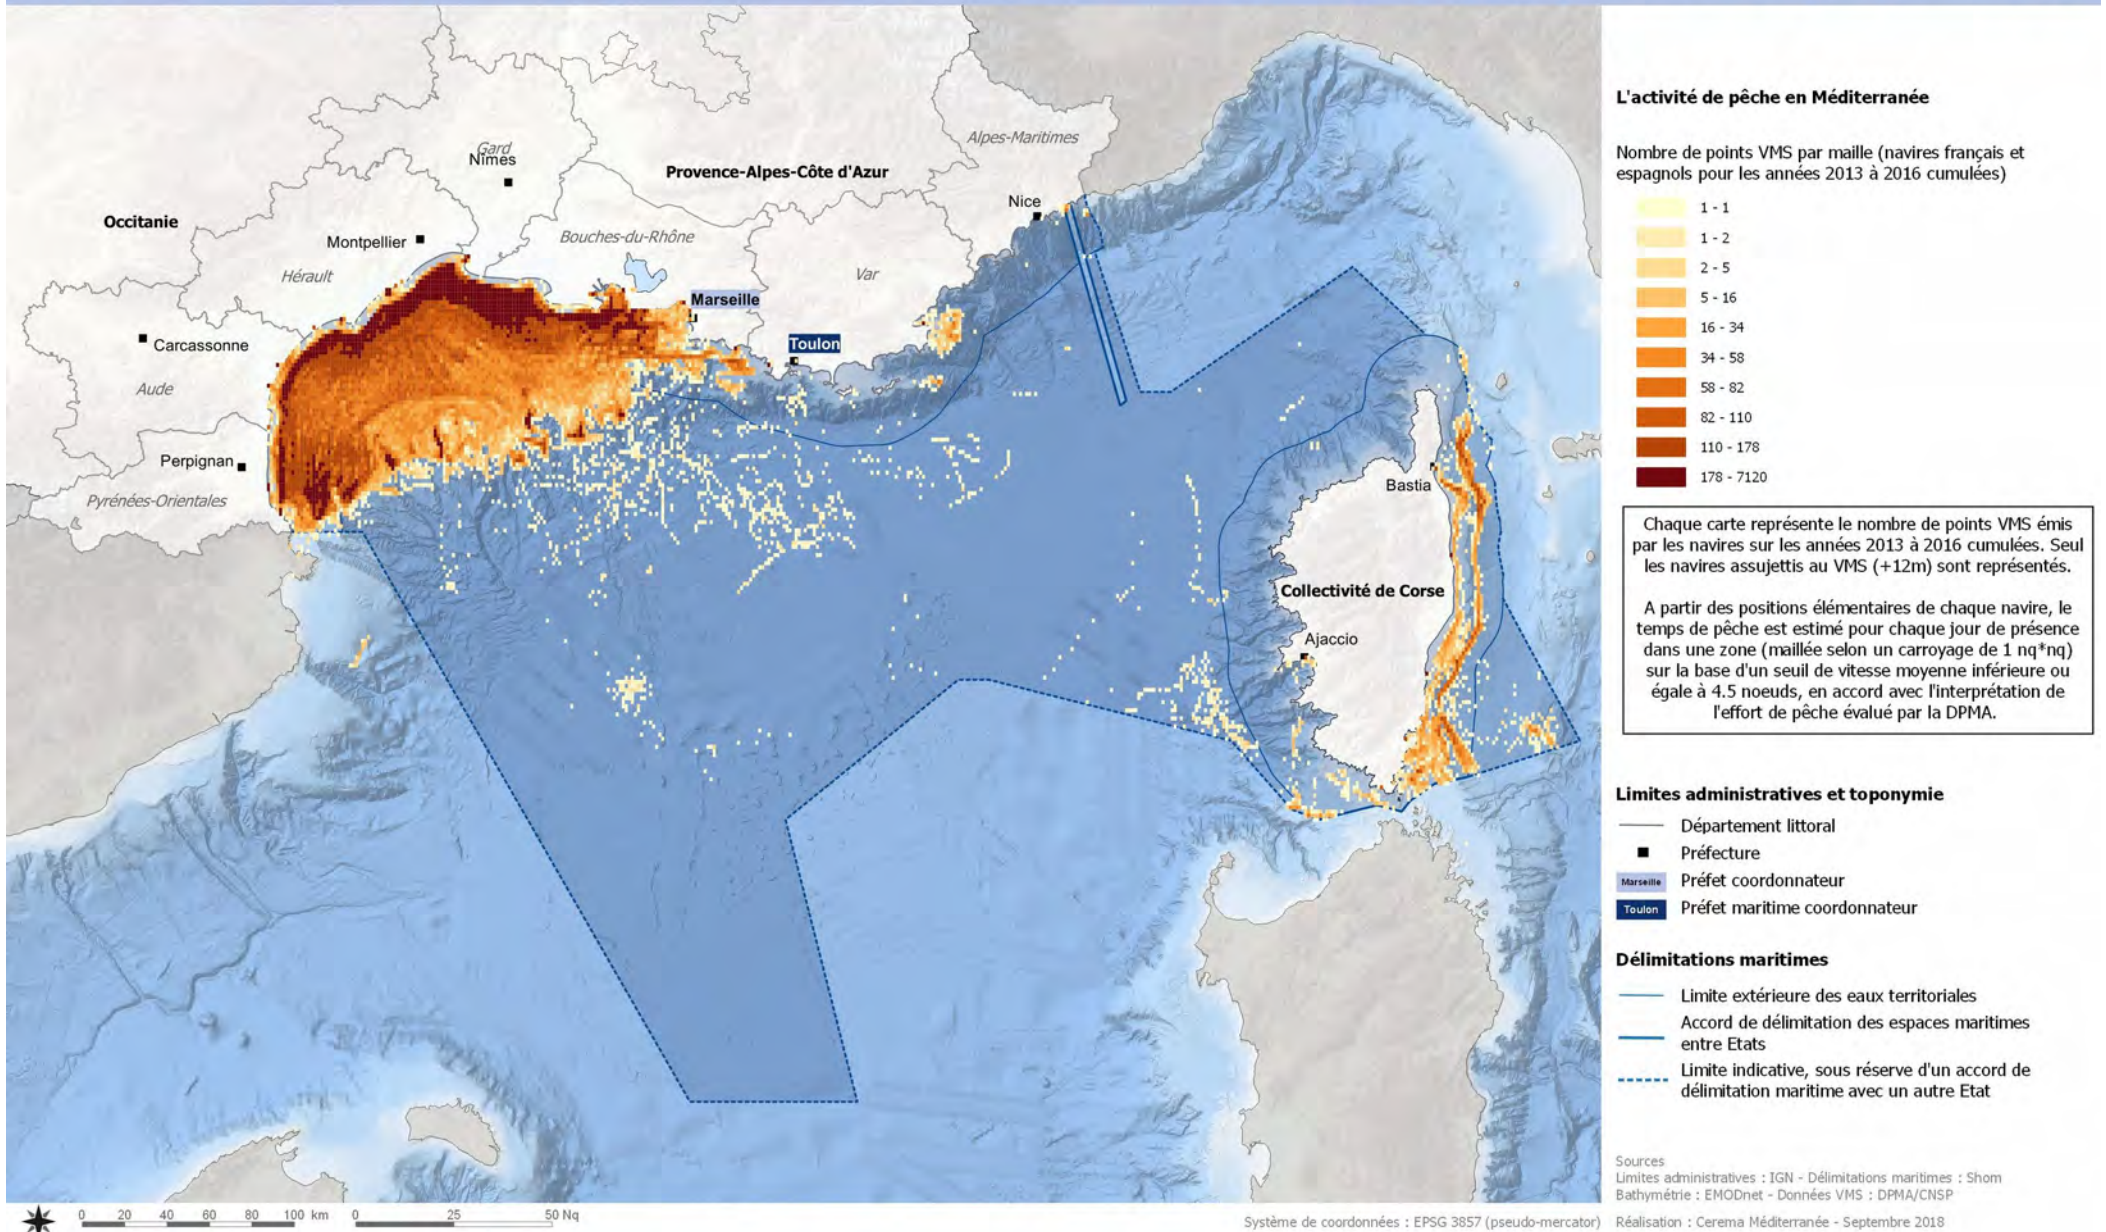 Alpes-Maritimes
Gard
Nîmes
Provence-Alpes-Côte d'Azur
Nice
Occitanie
Montpellier
Bouches-du-Rhône
Hérault
Var
Marseille
Carcassonne
Toulon
Aude
Perpignan
Pyrénées-Orientales
Bastia
Collectivité de Corse
Ajaccio
L'activité de pêche en Méditerranée
Nombre de points VMS par maille (navires français et
espagnols pour les années 2013 à 2016 cumulées)
1 - 1
1 - 2
2 - 5
5 - 16
16 - 34
34 - 58
58 - 82
82 - 110
110 - 178
178 - 7120
Chaque carte représente le nombre de points VMS émis
par les navires sur les années 2013 à 2016 cumulées. Seul
les navires assujettis au VMS (+12m) sont représentés.
A partir des positions élémentaires de chaque navire, le
temps de pêche est estimé pour chaque jour de présence
dans une zone (maillée selon un carroyage de 1 nq*nq)
sur la base d'un seuil de vitesse moyenne inférieure ou
égale à 4.5 noeuds, en accord avec l'interprétation de
l'effort de pêche évalué par la DPMA.
Limites administratives et toponymie
Département littoral
Préfecture
Marseille Préfet coordonnateur
Toulon Préfet maritime coordonnateur
Délimitations maritimes
Limite extérieure des eaux territoriales
Accord de délimitation des espaces maritimes
entre Etats
Limite indicative, sous réserve d'un accord de
délimitation maritime avec un autre Etat
Sources
Limites administratives : IGN - Délimitations maritimes : Shom
Bathymétrie : EMODnet - Données VMS : DPMA/CNSP
0 20 40 60 80 100 km 0 25 50 Nq
Système de coordonnées : EPSG 3857 (pseudo-mercator)
Réalisation : Cerema Méditerranée - Septembre 2018